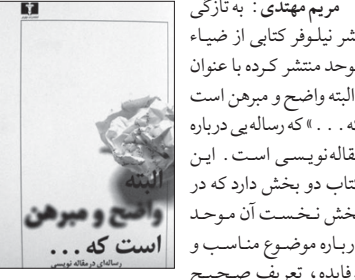 مریم مهتدی: به تازگی
نشر نیلوفر کتابی از ضیاء
موحد منتشر کرده با عنوان
البته واضح و مبرهن است
که . . . » که رساله‌یی درباره
مقاله‌نویسی است. این
کتاب دو بخش دارد که در
بخش نخست آن موحد
درباره موضوع مناسب و
فایده، تعریف صحیح
البته
واضح و مبرهن
است که ...
رساله‌ای در مقاله نویسی